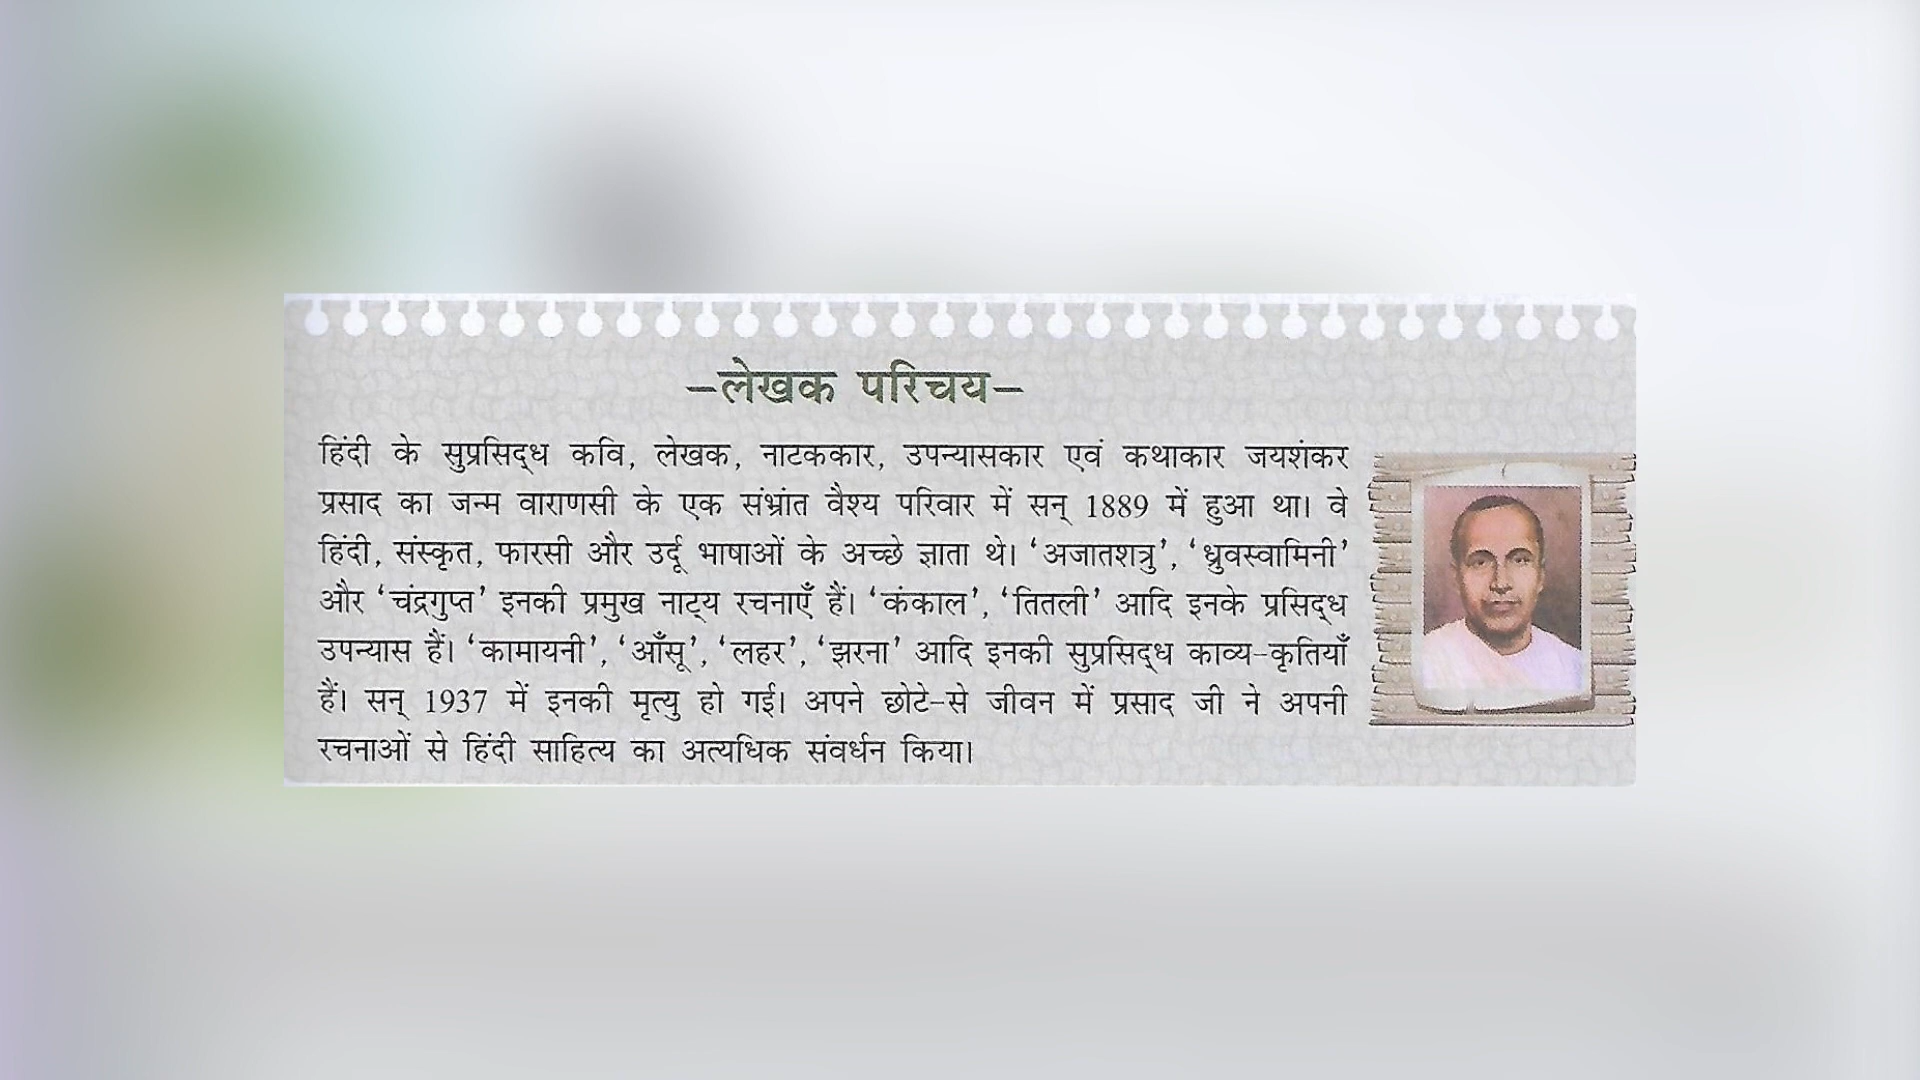 –लेखक परिचय–
हिंदी के सुप्रसिद्ध कवि, लेखक, नाटककार, उपन्यासकार एवं कथाकार जयशंकर
प्रसाद का जन्म वाराणसी के एक संभ्रांत वैश्य परिवार में सन् 1889 में हुआ था। वे
हिंदी, संस्कृत, फारसी और उर्दू भाषाओं के अच्छे ज्ञाता थे। ‘अजातशत्रु’, ‘ध्रुवस्वामिनी’
और ‘चंद्रगुप्त’ इनकी प्रमुख नाट्य रचनाएँ हैं। ‘कंकाल’, ‘तितली’ आदि इनके प्रसिद्ध
उपन्यास हैं। ‘कामायनी’, ‘आँसू’, ‘लहर’, ‘झरना’ आदि इनकी सुप्रसिद्ध काव्य–कृतियाँ
हैं। सन् 1937 में इनकी मृत्यु हो गई। अपने छोटे–से जीवन में प्रसाद जी ने अपनी
रचनाओं से हिंदी साहित्य का अत्यधिक संवर्धन किया।